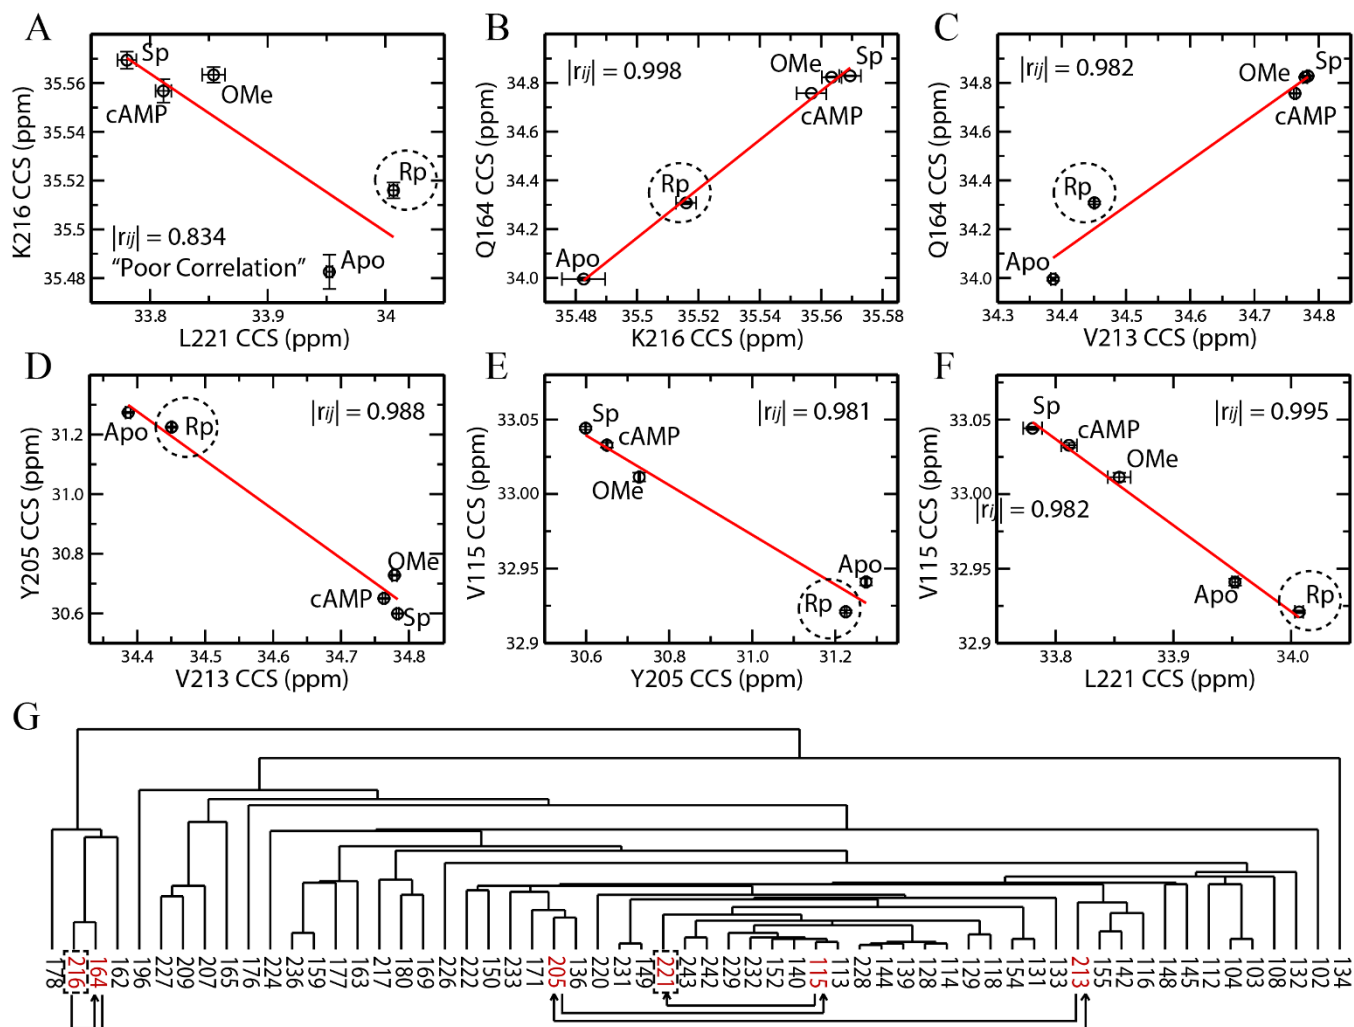 A
K216 CCS (ppm)
35.56
35.54
35.52
35.5
35.48
Sp
OMe
cAMP
Rp
|rij| = 0.834
Apo
"Poor Correlation"
33.8
33.9
34
L221 CCS (ppm)
B
Q164 CCS (ppm)
34.8
34.6
34.4
34.2
34.0
|rij| = 0.998
OMe
Sp
cAMP
Rp
Apo
35.48
35.5
35.52
35.54
35.56
35.58
K216 CCS (ppm)
C
Q164 CCS (ppm)
34.8
34.6
34.4
34.2
34.0
|rij| = 0.982
OMe
Sp
cAMP
Rp
Apo
34.3
34.4
34.5
34.6
34.7
34.8
V213 CCS (ppm)
D
Y205 CCS (ppm)
31.2
31.0
30.8
30.6
|rij| = 0.988
Apo
Rp
OMe
cAMP
Sp
34.4
34.5
34.6
34.7
34.8
V213 CCS (ppm)
E
V115 CCS (ppm)
33.05
33.00
32.95
32.9
|rij| = 0.981
Sp
cAMP
OMe
Apo
Rp
30.6
30.8
31.0
31.2
Y205 CCS (ppm)
F
V115 CCS (ppm)
33.05
33.00
32.95
32.9
|rij| = 0.995
Sp
cAMP
OMe
|rij| = 0.982
Apo
Rp
33.8
33.9
34.0
L221 CCS (ppm)
G
178
216
164
162
196
227
209
207
165
176
224
236
159
177
163
217
180
169
226
222
150
233
171
205
136
220
231
149
221
243
242
229
232
152
140
115
113
228
144
139
128
114
129
118
154
131
133
213
155
142
116
148
145
112
104
103
108
132
102
134